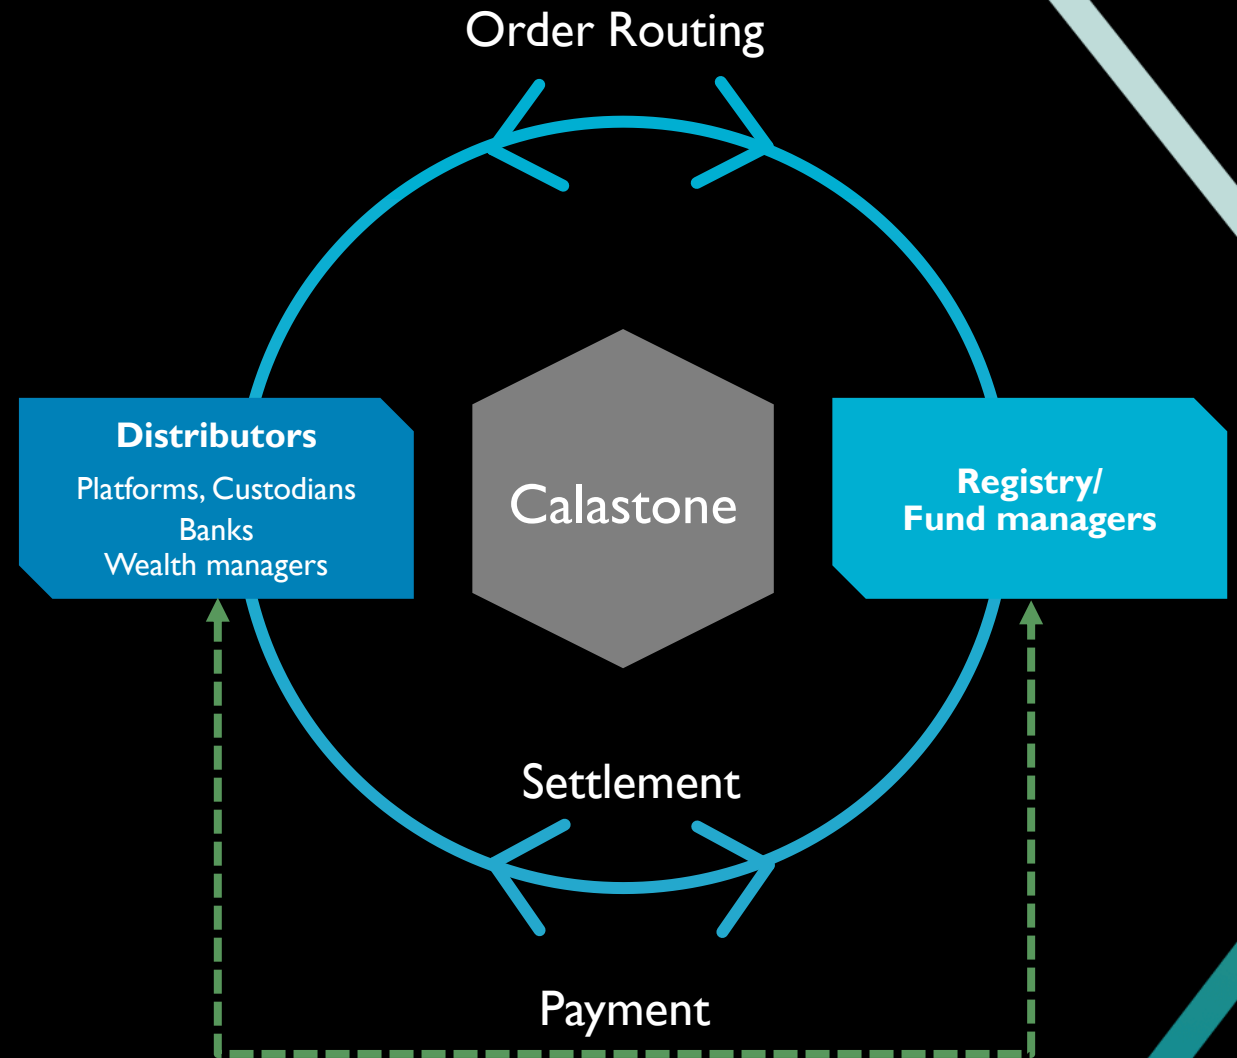 Order Routing
Distributors
Platforms, Custodians
Banks
Wealth managers
Calastone
Registry/
Fund managers
Settlement
Payment